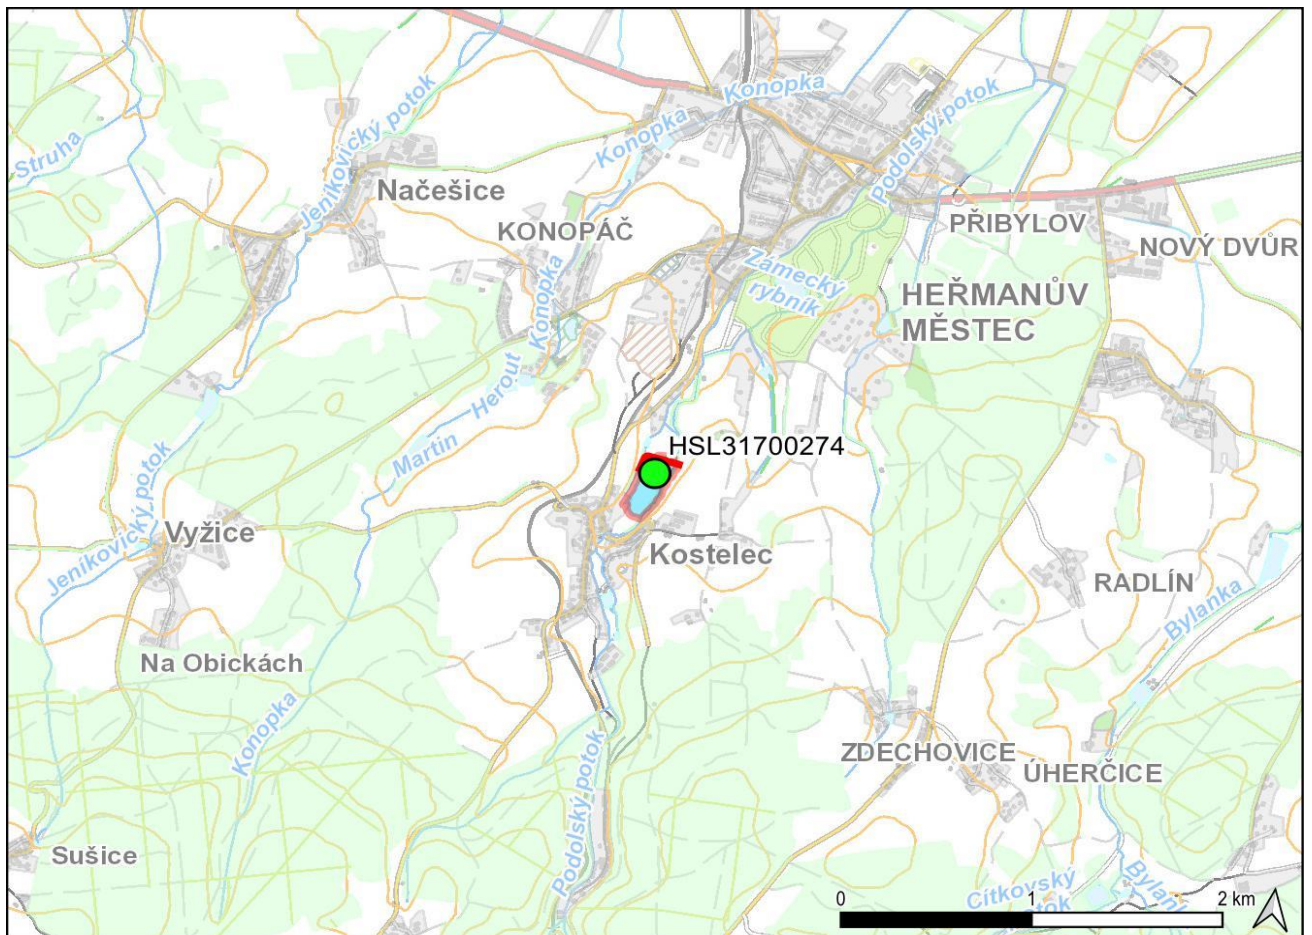 Konopka
Konopka
Podolský potok
Jeníkovický potok
Struha
Načešice
KONOPÁČ
PŘIBYLOV
NOVÝ DVŮR
Zámecký
rybník
HEŘMANŮV
MĚSTEC
Konopka
Martin Herout
HSL31700274
Jeníkovický potok
Vyžice
Kostelec
RADLÍN
Bylanka
Na Obickách
Konopka
ZDECHOVICE
ÚHERČICE
Podolský potok
Sušice
Cítkovský
0 1 2 km